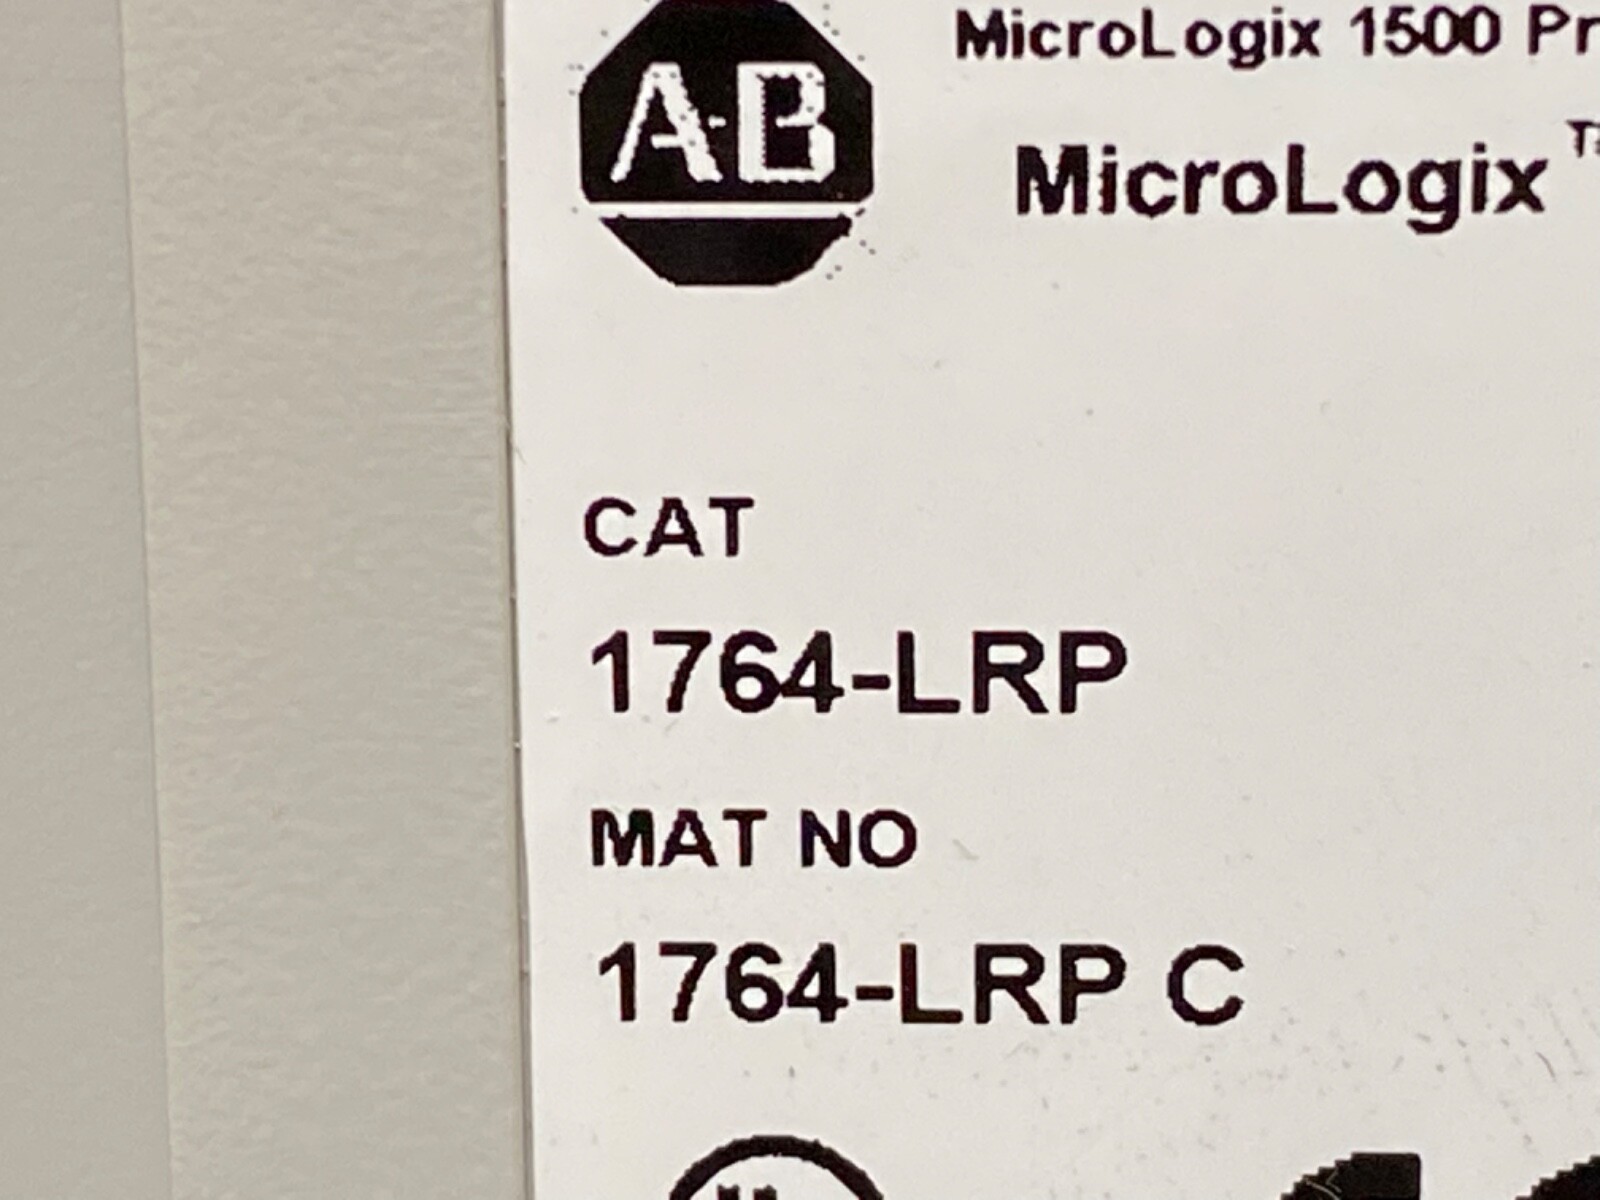 A-B
MicroLogix 1500 Pr
MicroLogix
CAT
1764-LRP
MAT NO
1764-LRP C